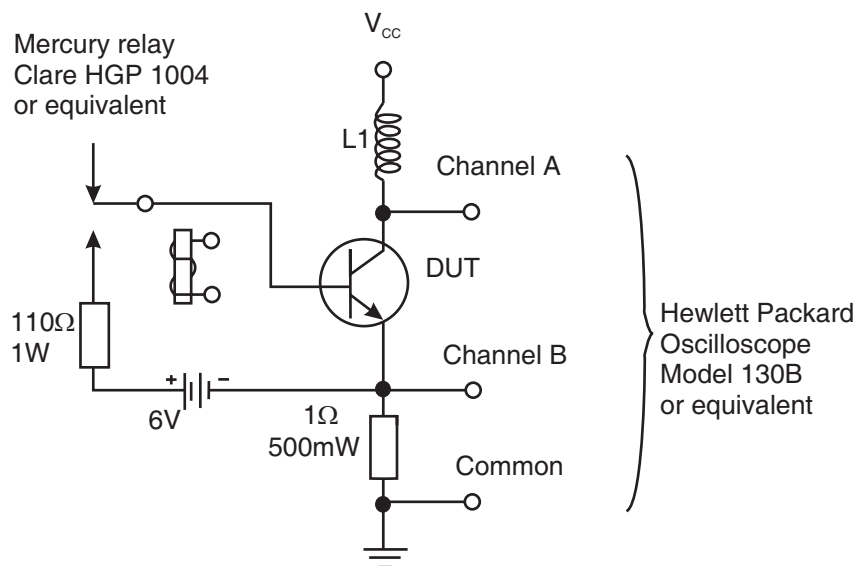 V_CC
Mercury relay
Clare HGP 1004
or equivalent
L1
Channel A
DUT
110Ω
1W
Hewlett Packard
Oscilloscope
Model 130B
or equivalent
Channel B
+ −
6V
1Ω
500mW
Common